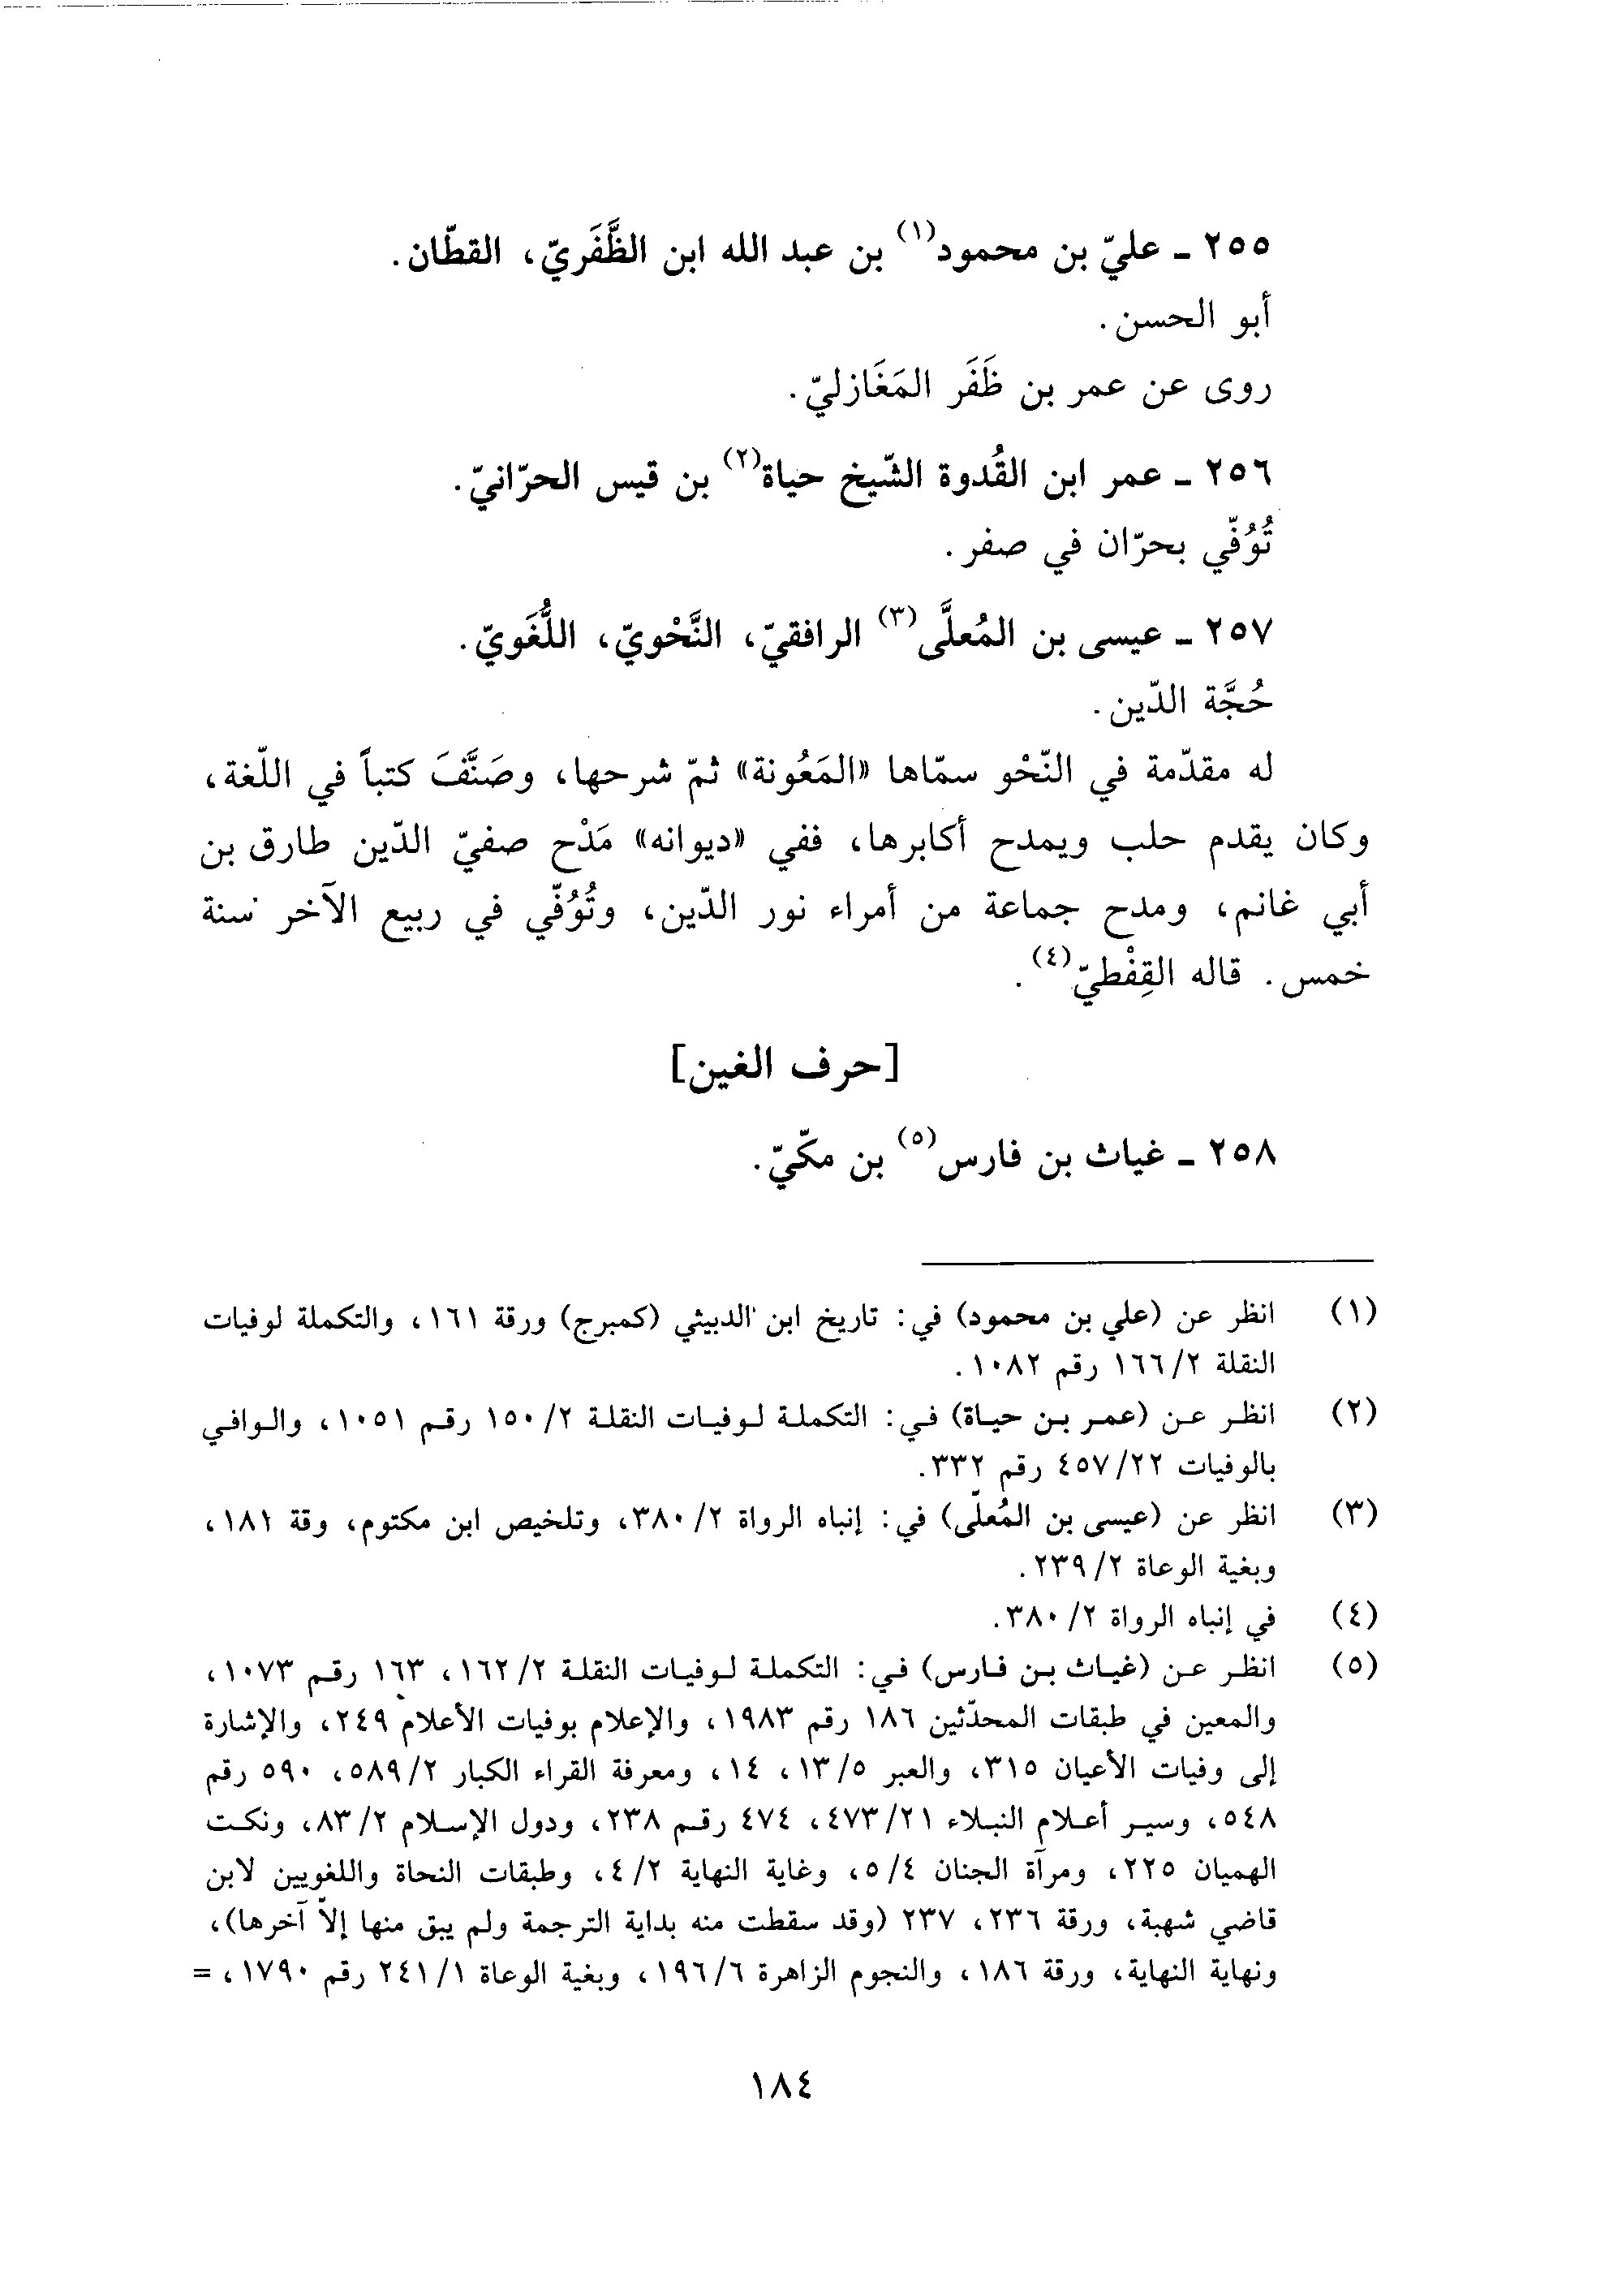 ٢٥٥ ـ عليّ بن محمود(١) بن عبد الله ابن الظَّفَريّ، القطّان.
أبو الحسن.
روى عن عمر بن ظَفَر المَغَازليّ.
٢٥٦ ـ عمر ابن القُدوة الشّيخ حياة(٢) بن قيس الحرّانيّ.
تُوُفّي بحرّان في صفر.
٢٥٧ ـ عيسى بن المُعلَّى(٣) الرافقيّ، النَّحْويّ، اللُّغَويّ.
حُجَّة الدّين.
له مقدّمة في النّحْو سمّاها «المَعُونة» ثمّ شرحها، وصَنَّفَ كتباً في اللّغة،
وكان يقدم حلب ويمدح أكابرها، ففي «ديوانه» مَدْح صفيّ الدّين طارق بن
أبي غانم، ومدح جماعة من أمراء نور الدّين، وتُوُفّي في ربيع الآخر سنة
خمس. قاله القِفْطيّ(٤).
[حرف الغين]
٢٥٨ ـ غياث بن فارس(٥) بن مكّيّ.
(١) انظر عن (علي بن محمود) في: تاريخ ابن الدبيثي (كمبرج) ورقة ١٦١، والتكملة لوفيات
النقلة ٢/١٦٦ رقم ١٠٨٢.
(٢) انظر عن (عمر بن حياة) في: التكملة لوفيات النقلة ٢/١٥٠ رقم ١٠٥١، والوافي
بالوفيات ٢٢/٤٥٧ رقم ٣٣٢.
(٣) انظر عن (عيسى بن المُعلّى) في: إنباه الرواة ٢/٣٨٠، وتلخيص ابن مكتوم، وقة ١٨١،
وبغية الوعاة ٢/٢٣٩.
(٤) في إنباه الرواة ٢/٣٨٠.
(٥) انظر عن (غياث بن فارس) في: التكملة لوفيات النقلة ٢/١٦٢، ١٦٣ رقم ١٠٧٣،
والمعين في طبقات المحدّثين ١٨٦ رقم ١٩٨٣، والإعلام بوفيات الأعلام ٢٤٩، والإشارة
إلى وفيات الأعيان ٣١٥، والعبر ٥/١٣، ١٤، ومعرفة القراء الكبار ٢/٥٨٩، ٥٩٠ رقم
٥٤٨، وسير أعلام النبلاء ٢١/٤٧٣، ٤٧٤ رقم ٢٣٨، ودول الإسلام ٢/٨٣، ونكت
الهميان ٢٢٥، ومرآة الجنان ٤/٥، وغاية النهاية ٢/٤، وطبقات النحاة واللغويين لابن
قاضي شهبة، ورقة ٢٣٦، ٢٣٧ (وقد سقطت منه بداية الترجمة ولم يبق منها إلاّ آخرها)،
ونهاية النهاية، ورقة ١٨٦، والنجوم الزاهرة ٦/١٩٦، وبغية الوعاة ١/٢٤١ رقم ١٧٩٠، =
١٨٤